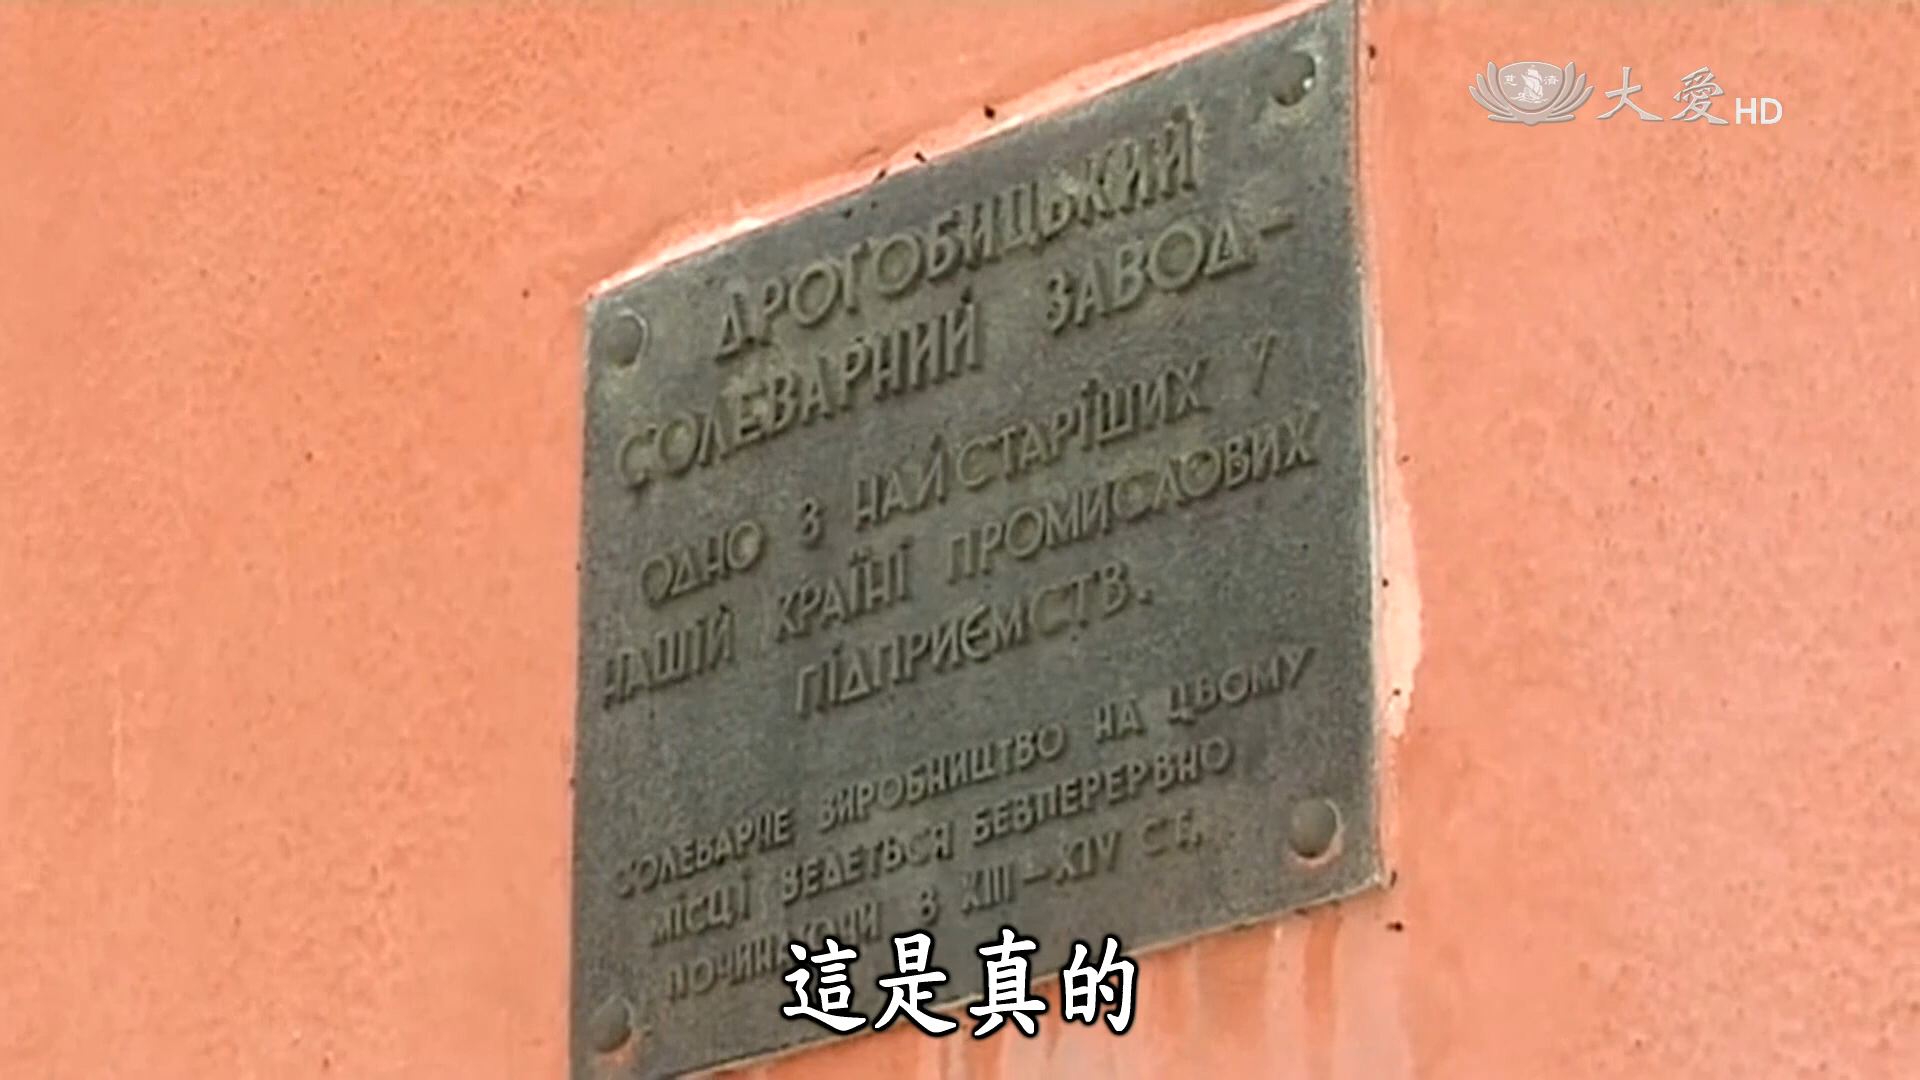 大愛HD
ДРОГОБИЦЬКИЙ
СОЛЕВАРНИЙ ЗАВОД–
ОДНО З НАЙСТАРІШИХ У
НАШІЙ КРАЇНІ ПРОМИСЛОВИХ
ПІДПРИЄМСТВ.
СОЛЕВАРНЕ ВИРОБНИЦТВО НА ЦЬОМУ
МІСЦІ ВЕДЕТЬСЯ БЕЗПЕРЕРВНО
ПОЧИНАЮЧИ З XIII–XIV СТ.
這是真的